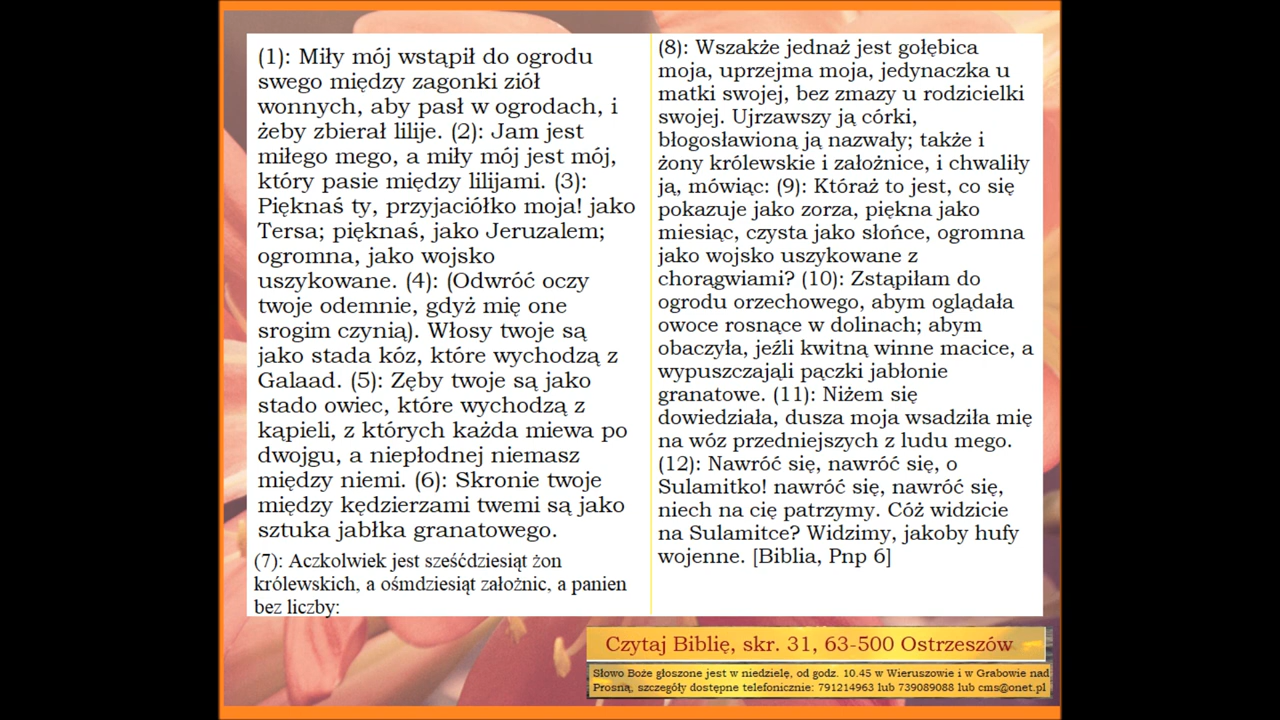 (1): Miły mój wstąpił do ogrodu
swego między zagonki ziół
wonnych, aby pasł w ogrodach, i
żeby zbierał lilije. (2): Jam jest
miłego mego, a miły mój jest mój,
który pasie między lilijami. (3):
Pięknaś ty, przyjaciółko moja! jako
Tersa; pięknaś, jako Jeruzalem;
ogromna, jako wojsko
uszykowane. (4): (Odwróć oczy
twoje odemnie, gdyż mię one
srogim czynią). Włosy twoje są
jako stada kóz, które wychodzą z
Galaad. (5): Zęby twoje są jako
stado owiec, które wychodzą z
kąpieli, z których każda miewa po
dwojgu, a niepłodnej niemasz
między niemi. (6): Skronie twoje
między kędzierzami twemi są jako
sztuka jabłka granatowego.
(7): Aczkolwiek jest sześćdziesiąt żon
królewskich, a ośmdziesiąt założnic, a panien
bez liczby:
(8): Wszakże jednaż jest gołębica
moja, uprzejma moja, jedynaczka u
matki swojej, bez zmazy u rodzicielki
swojej. Ujrzawszy ją córki,
błogosławioną ją nazwały; także i
żony królewskie i założnice, i chwaliły
ją, mówiąc: (9): Któraż to jest, co się
pokazuje jako zorza, piękna jako
miesiąc, czysta jako słońce, ogromna
jako wojsko uszykowane z
chorągwiami? (10): Zstąpiłam do
ogrodu orzechowego, abym oglądała
owoce rosnące w dolinach; abym
obaczyła, jeźli kwitną winne macice, a
wypuszczająli pączki jabłonie
granatowe. (11): Niżem się
dowiedziała, dusza moja wsadziła mię
na wóz przedniejszych z ludu mego.
(12): Nawróć się, nawróć się, o
Sulamitko! nawróć się, nawróć się,
niech na cię patrzymy. Cóż widzicie
na Sulamitce? Widzimy, jakoby hufy
wojenne. [Biblia, Pnp 6]
Czytaj Biblię, skr. 31, 63-500 Ostrzeszów
Słowo Boże głoszone jest w niedzielę, od godz. 10.45 w Wieruszowie i w Grabowie nad
Prosną, szczegóły dostępne telefonicznie: 791214963 lub 739089088 lub cms@onet.pl